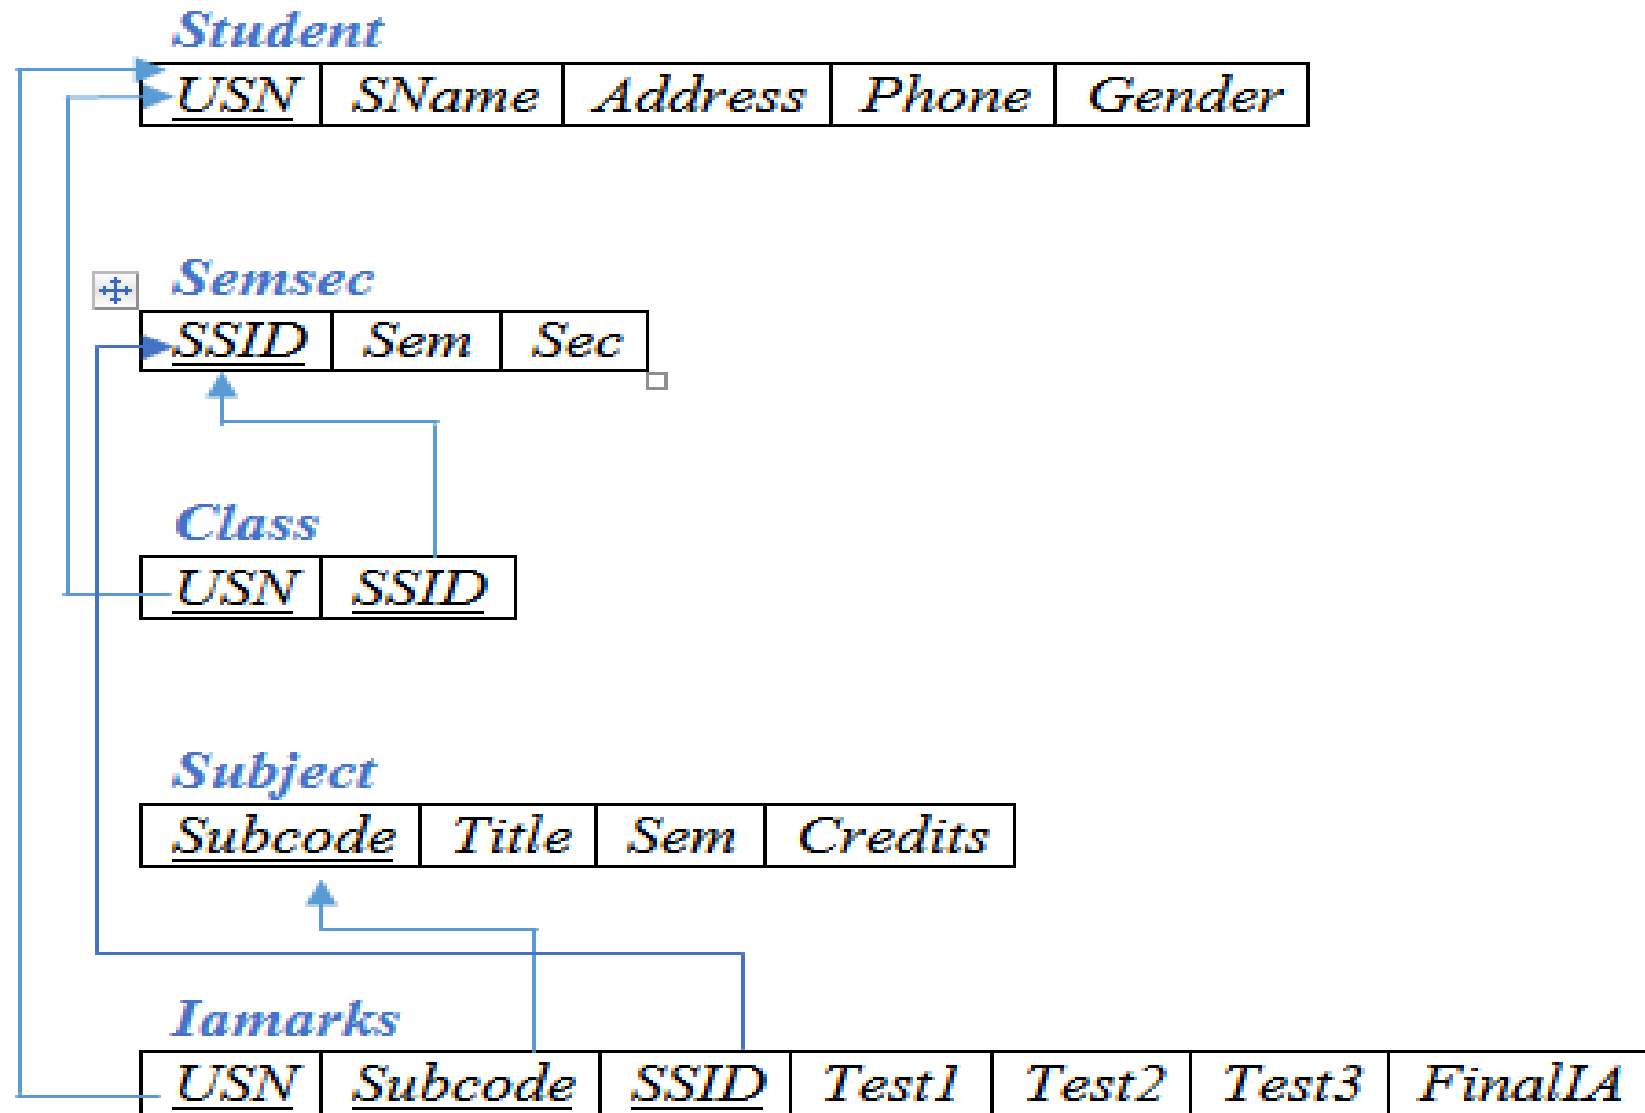 Student
USN SName Address Phone Gender
Semsec
SSID Sem Sec
Class
USN SSID
Subject
Subcode Title Sem Credits
Iamarks
USN Subcode SSID Test1 Test2 Test3 FinalIA